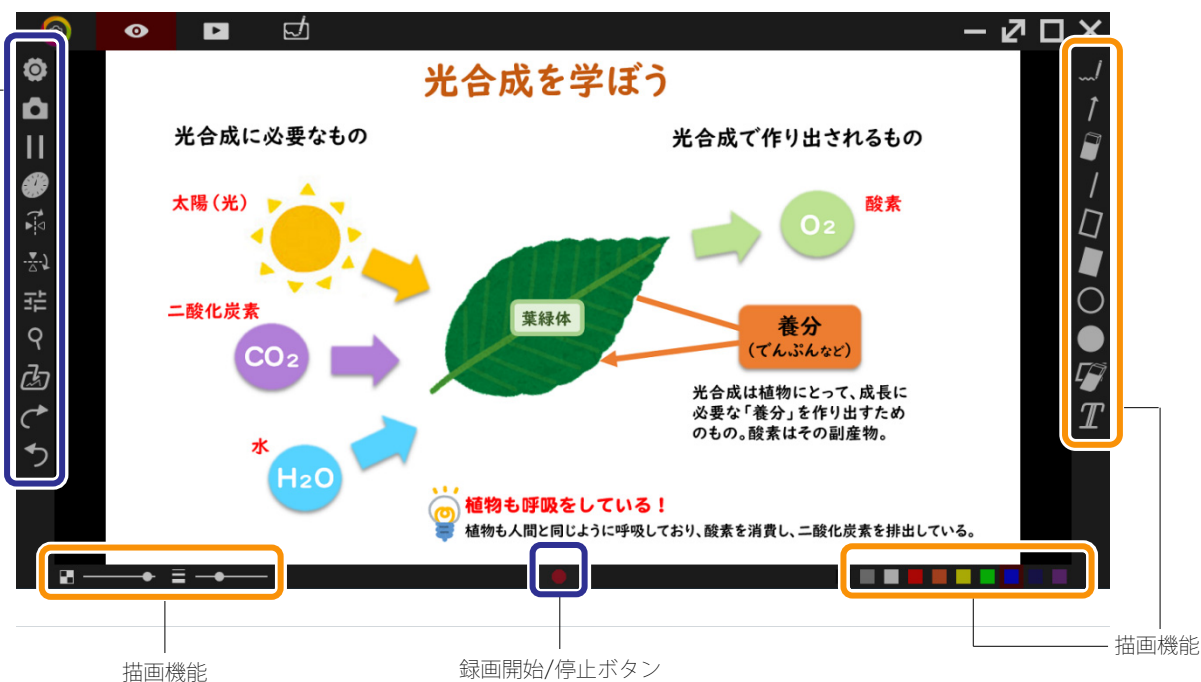 光合成を学ぼう
光合成に必要なもの
光合成で作り出されるもの
太陽（光）
酸素
O2
二酸化炭素
CO2
葉緑体
養分
（でんぷんなど）
光合成は植物にとって、成長に
必要な「養分」を作り出すため
のもの。酸素はその副産物。
水
H2O
植物も呼吸をしている！
植物も人間と同じように呼吸しており、酸素を消費し、二酸化炭素を排出している。
描画機能
録画開始/停止ボタン
描画機能